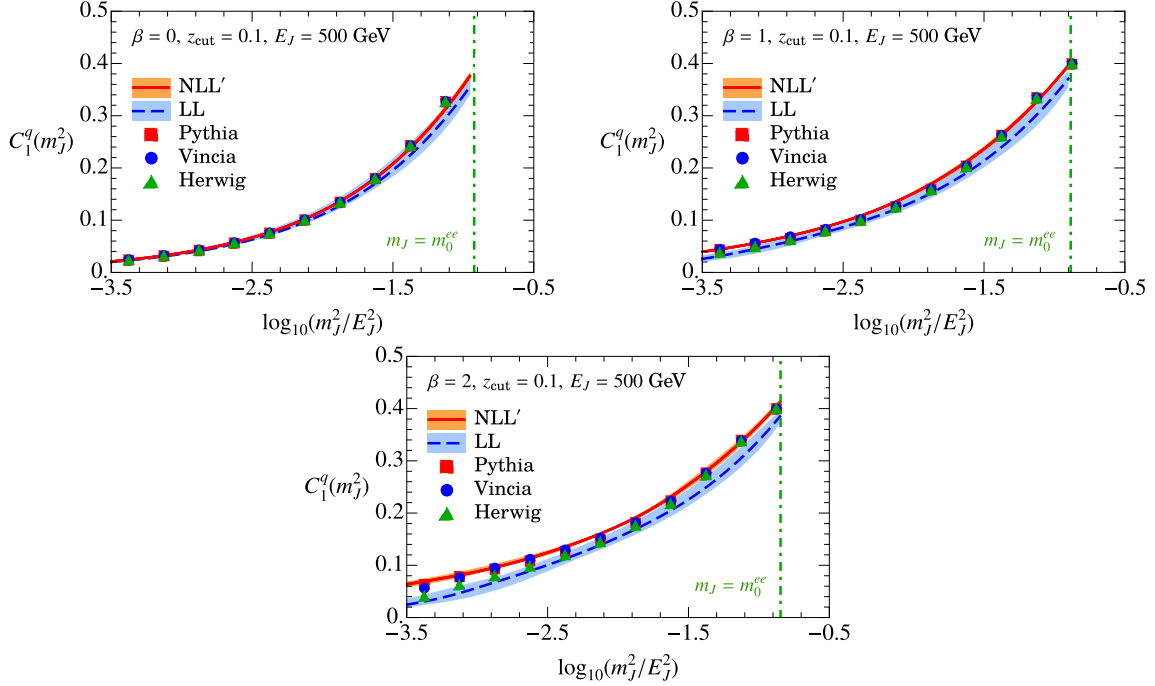 β = 0, z_cut = 0.1, E_J = 500 GeV
NLL′
LL
Pythia
Vincia
Herwig
C_1^q(m_J^2)
m_J = m_0^{ee}
0.5
0.4
0.3
0.2
0.1
0.
−3.5 −2.5 −1.5 −0.5
log_10(m_J^2/E_J^2)
β = 1, z_cut = 0.1, E_J = 500 GeV
NLL′
LL
Pythia
Vincia
Herwig
C_1^q(m_J^2)
m_J = m_0^{ee}
0.5
0.4
0.3
0.2
0.1
0.
−3.5 −2.5 −1.5 −0.5
log_10(m_J^2/E_J^2)
β = 2, z_cut = 0.1, E_J = 500 GeV
NLL′
LL
Pythia
Vincia
Herwig
C_1^q(m_J^2)
m_J = m_0^{ee}
0.5
0.4
0.3
0.2
0.1
0.
−3.5 −2.5 −1.5 −0.5
log_10(m_J^2/E_J^2)